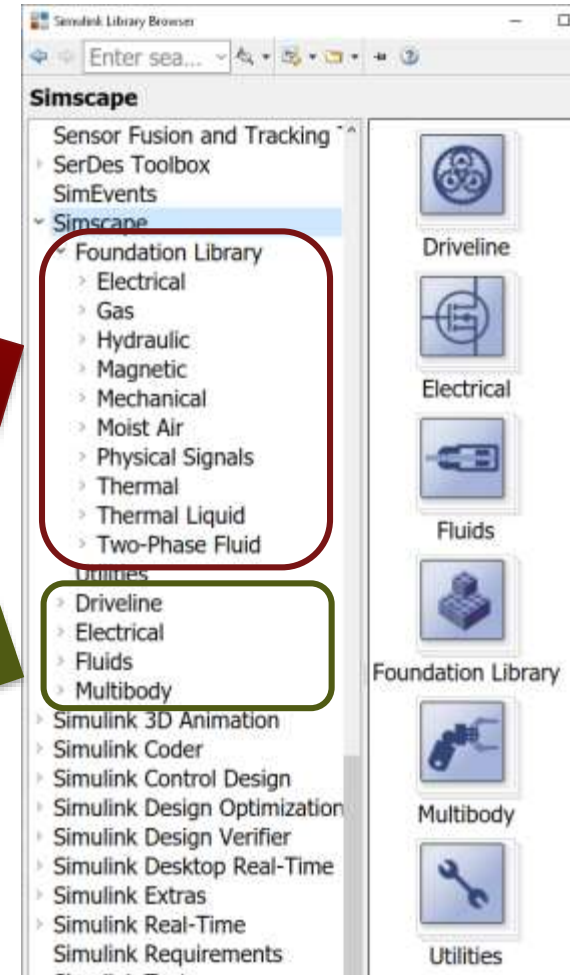 Simulink Library Browser
Enter sea...
Simscape
Sensor Fusion and Tracking T
SerDes Toolbox
SimEvents
Simscape
Foundation Library
Electrical
Gas
Hydraulic
Magnetic
Mechanical
Moist Air
Physical Signals
Thermal
Thermal Liquid
Two-Phase Fluid
Utilities
Driveline
Electrical
Fluids
Multibody
Simulink 3D Animation
Simulink Coder
Simulink Control Design
Simulink Design Optimization
Simulink Design Verifier
Simulink Desktop Real-Time
Simulink Extras
Simulink Real-Time
Simulink Requirements
Driveline
Electrical
Fluids
Foundation Library
Multibody
Utilities